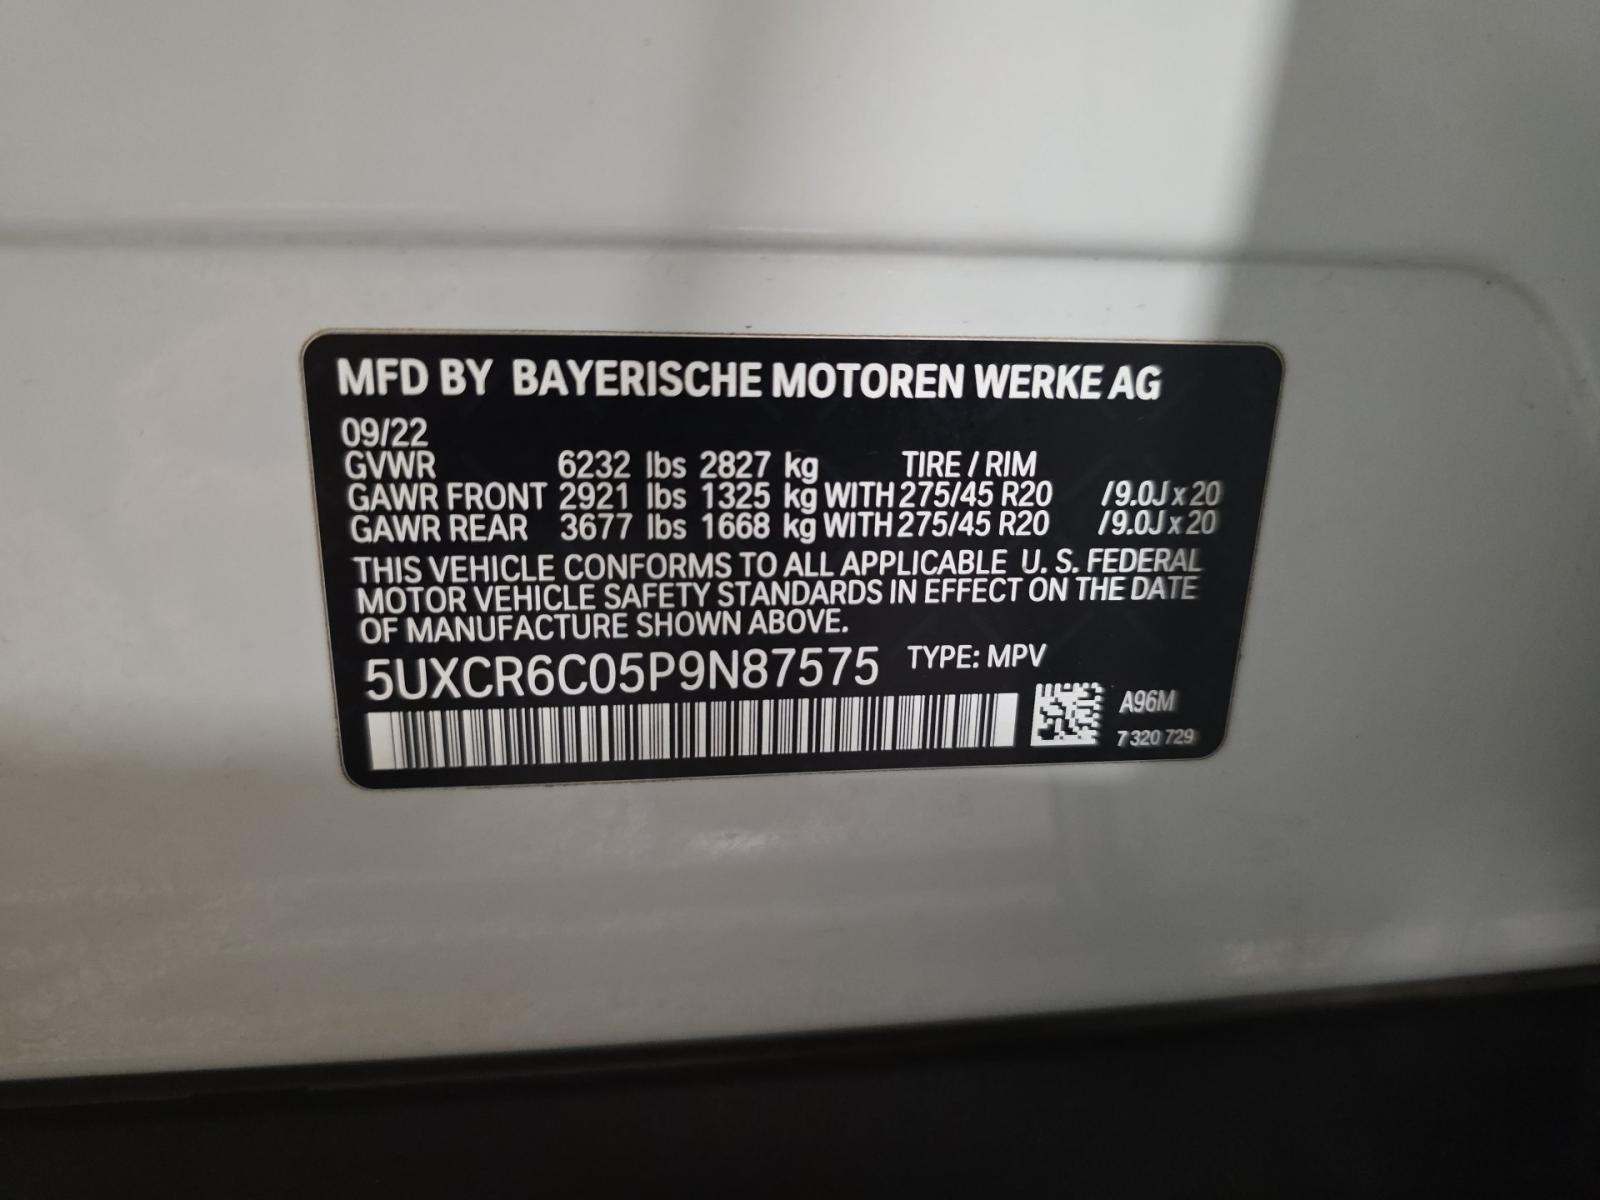 MFD BY BAYERISCHE MOTOREN WERKE AG
09/22
GVWR 6232 lbs 2827 kg TIRE / RIM
GAWR FRONT 2921 lbs 1325 kg WITH 275/45 R20 /9.0J x 20
GAWR REAR 3677 lbs 1668 kg WITH 275/45 R20 /9.0J x 20
THIS VEHICLE CONFORMS TO ALL APPLICABLE U. S. FEDERAL
MOTOR VEHICLE SAFETY STANDARDS IN EFFECT ON THE DATE
OF MANUFACTURE SHOWN ABOVE.
5UXCR6C05P9N87575 TYPE: MPV
A96M
7 320 729